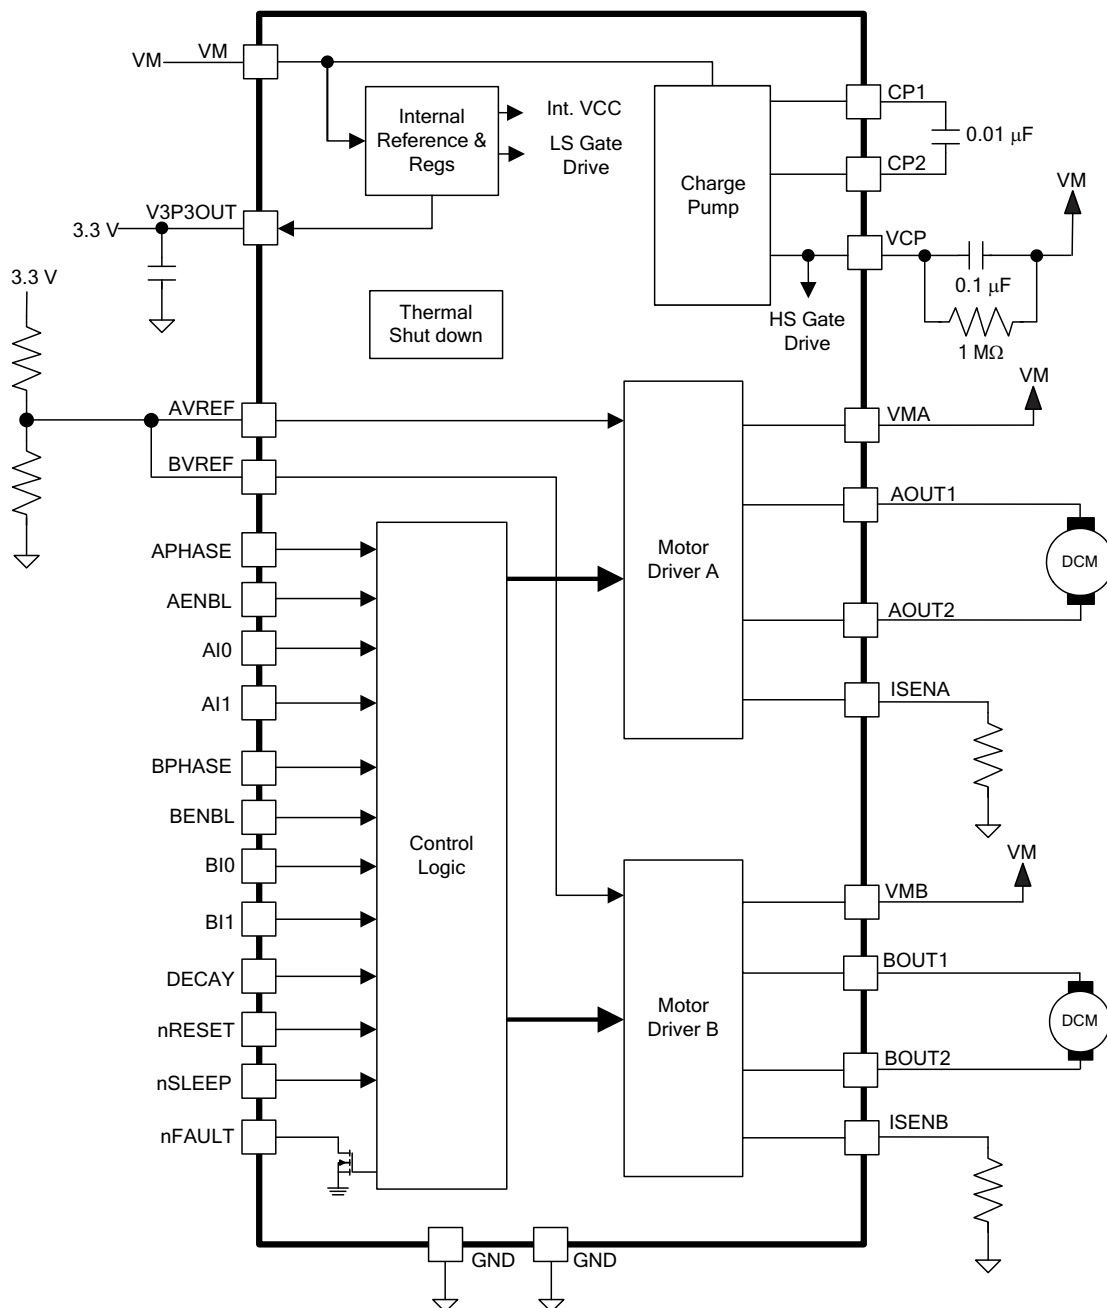 VM
VM
Internal
Reference &
Regs
Int. VCC
LS Gate
Drive
Charge
Pump
CP1
0.01 μF
CP2
VM
VCP
0.1 μF
1 MΩ
HS Gate
Drive
V3P3OUT
3.3 V
3.3 V
Thermal
Shut down
AVREF
BVREF
APHASE
AENBL
AI0
AI1
BPHASE
BENBL
BI0
BI1
DECAY
nRESET
nSLEEP
nFAULT
Control
Logic
Motor
Driver A
VM
VMA
AOUT1
DCM
AOUT2
ISENA
Motor
Driver B
VM
VMB
BOUT1
DCM
BOUT2
ISENB
GND
GND